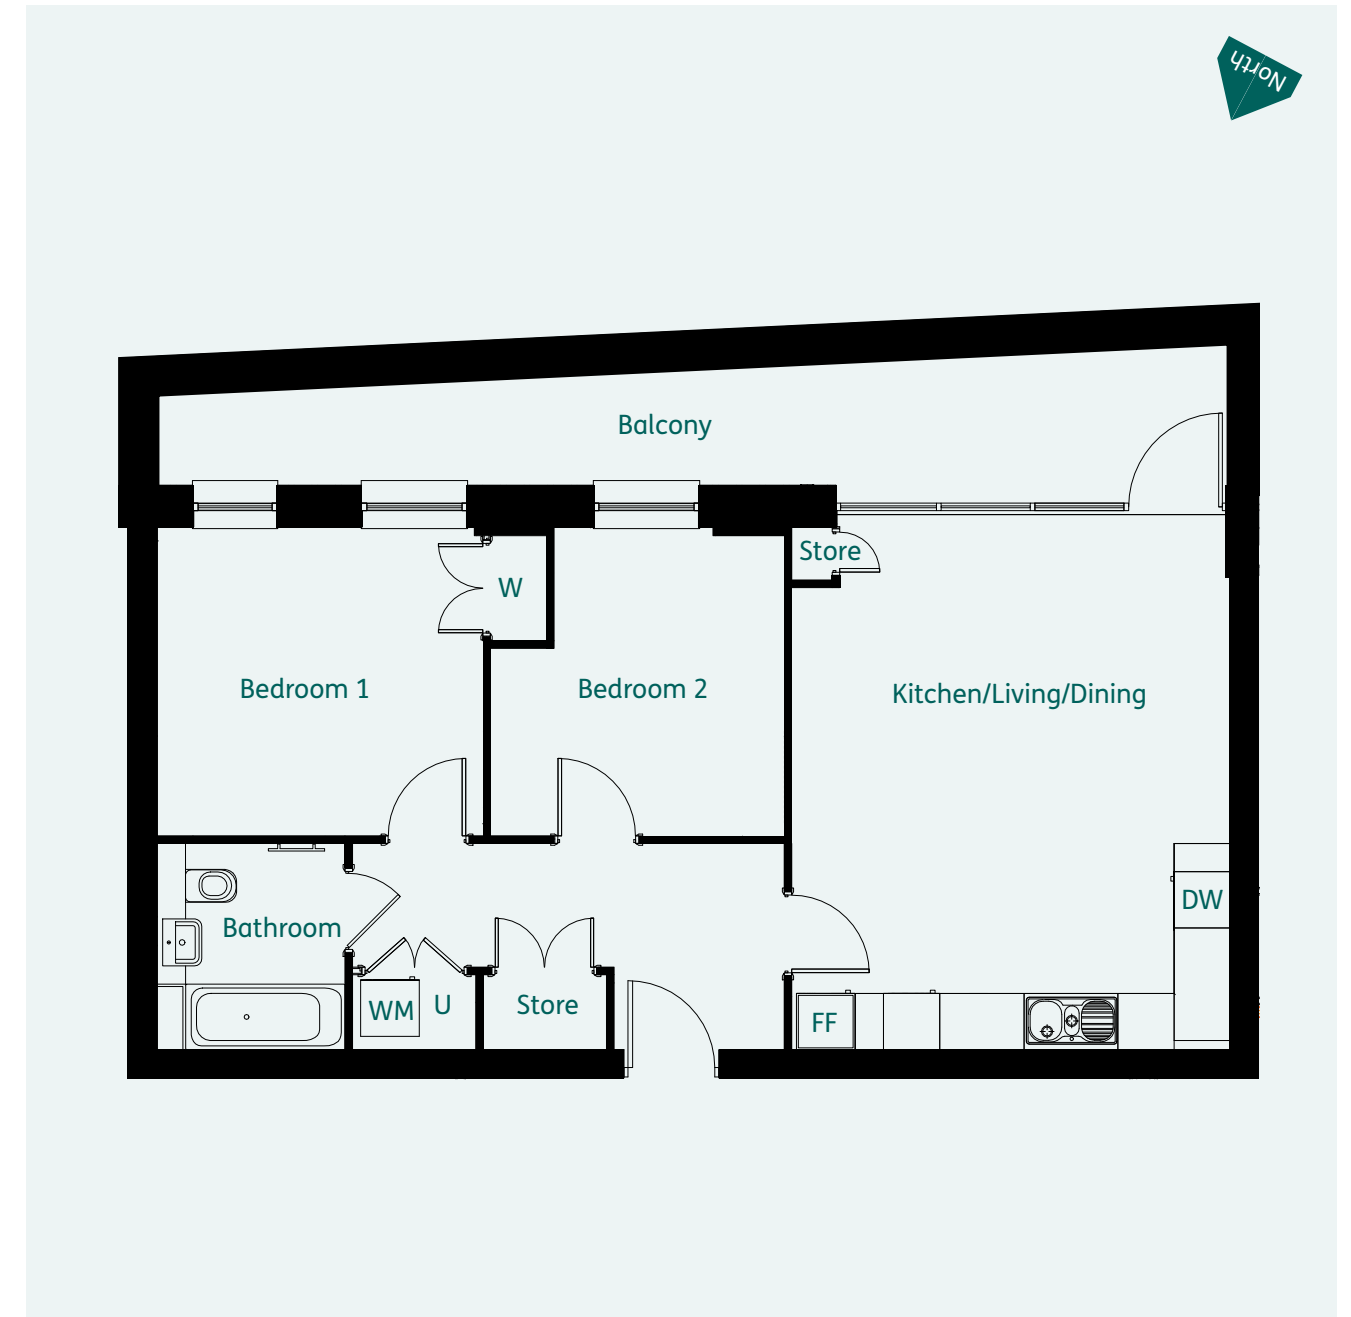 North
Balcony
Store
W
Bedroom 1
Bedroom 2
Kitchen/Living/Dining
DW
Bathroom
WM
U
Store
FF